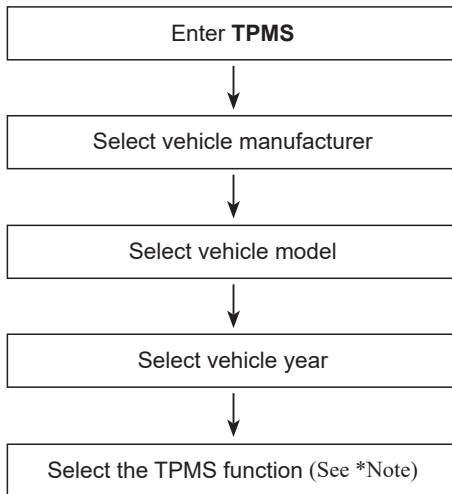 Enter TPMS
Select vehicle manufacturer
Select vehicle model
Select vehicle year
Select the TPMS function (See *Note)